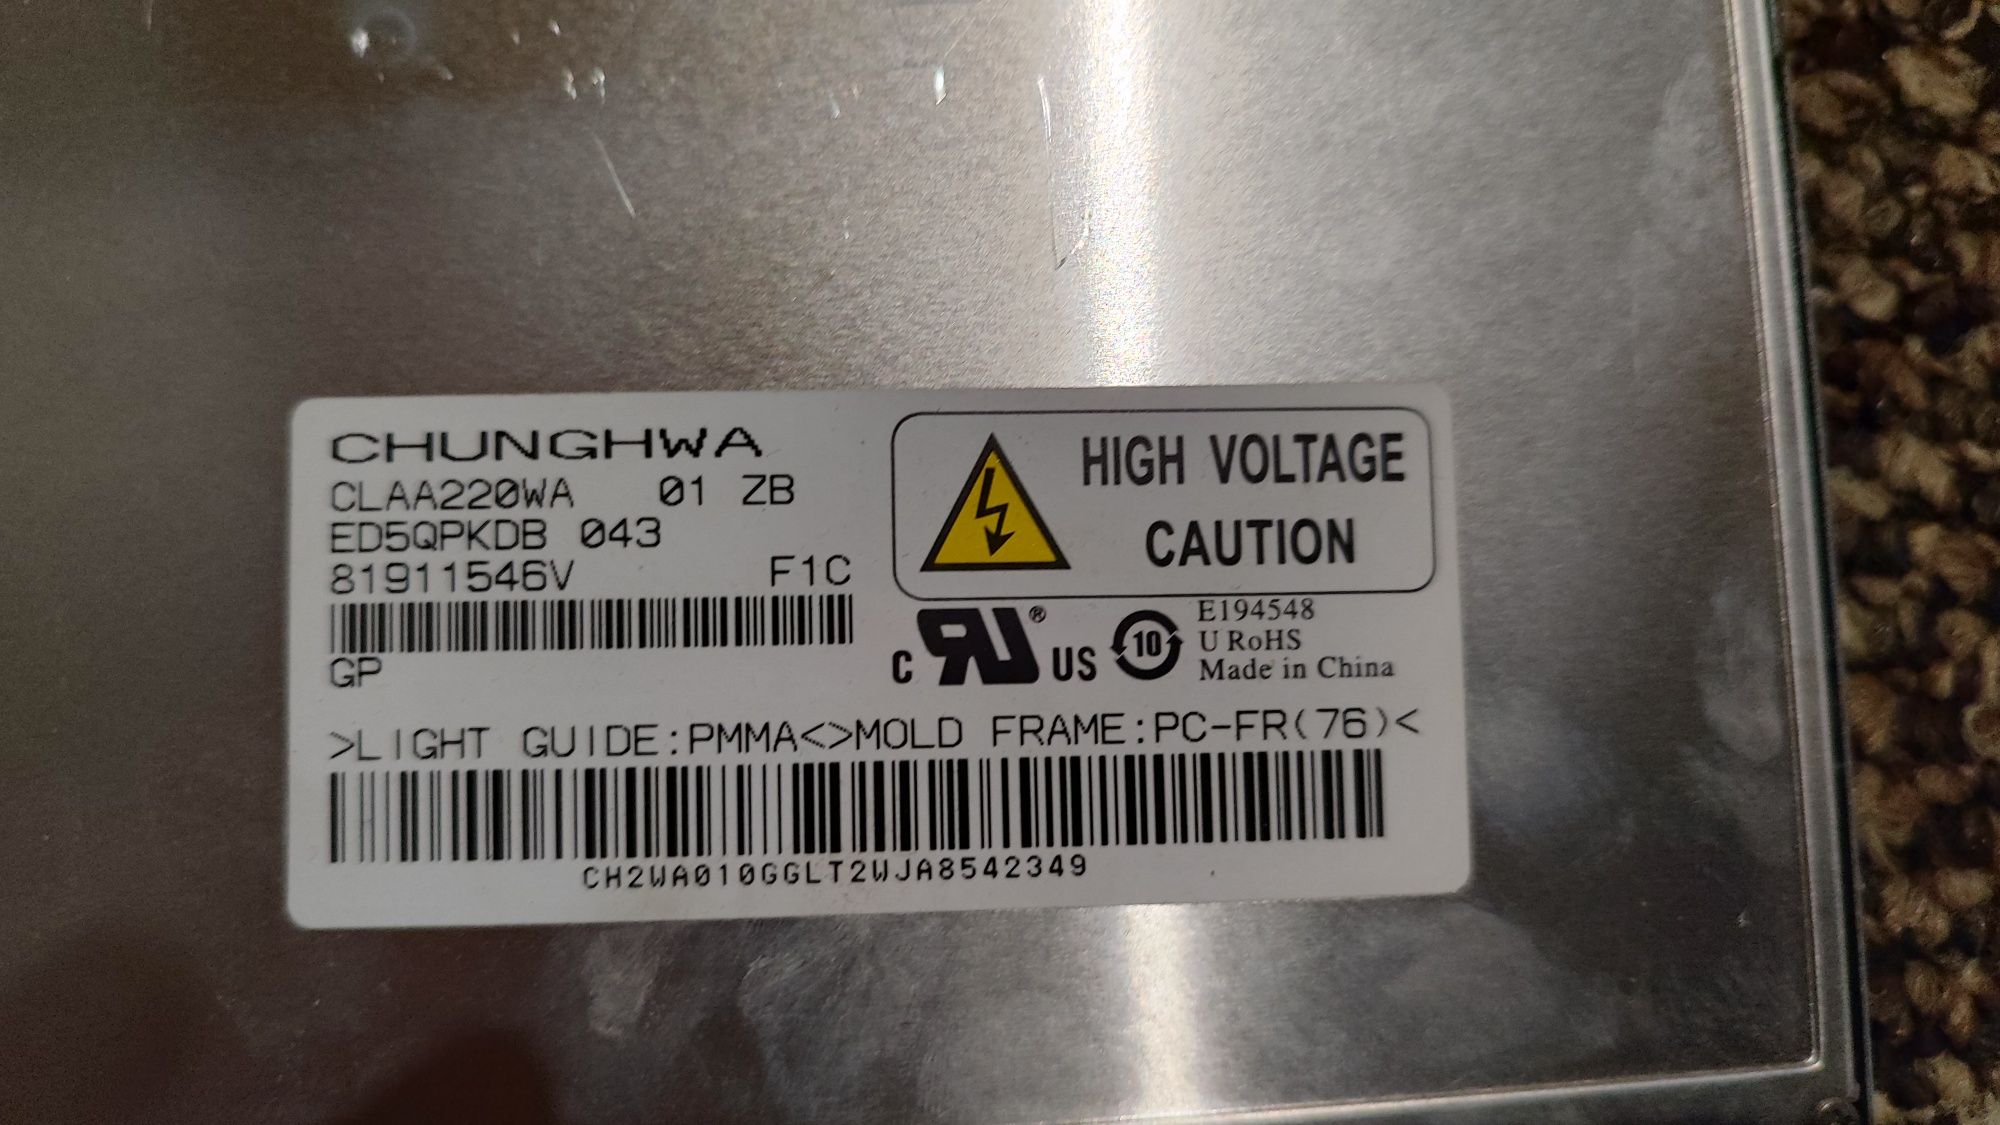 CHUNGHWA
CLAA220WA 01 ZB
ED5QPKDB 043
81911546V F1C
GP
HIGH VOLTAGE
CAUTION
C RU® US
10
E194548
U RoHS
Made in China
>LIGHT GUIDE:PMMA<>MOLD FRAME:PC-FR(76)<
CH2WA010GGLT2WJA8542349